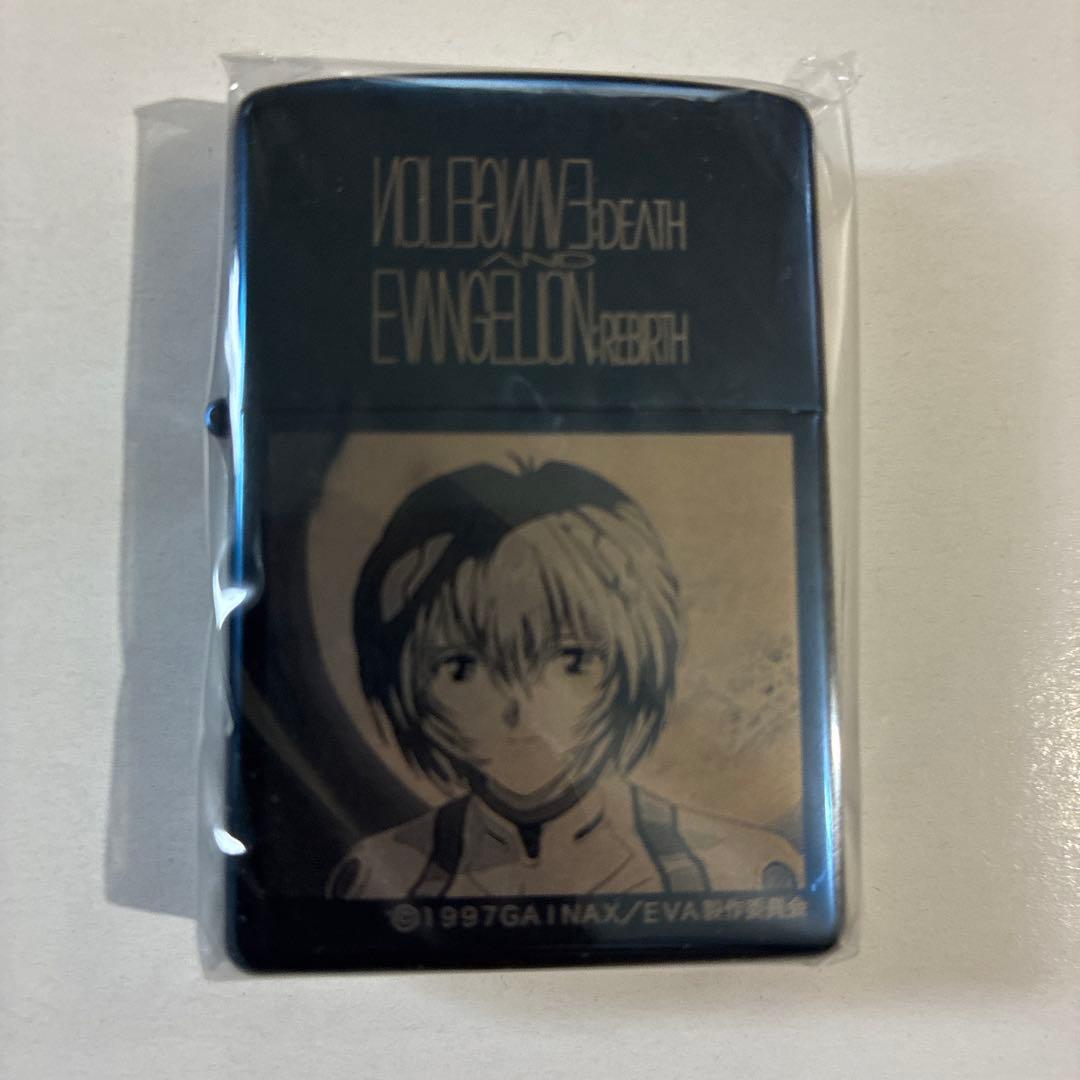 EVANGELION:DEATH
AND
EVANGELION:REBIRTH
©1997GAINAX/EVA製作委員会